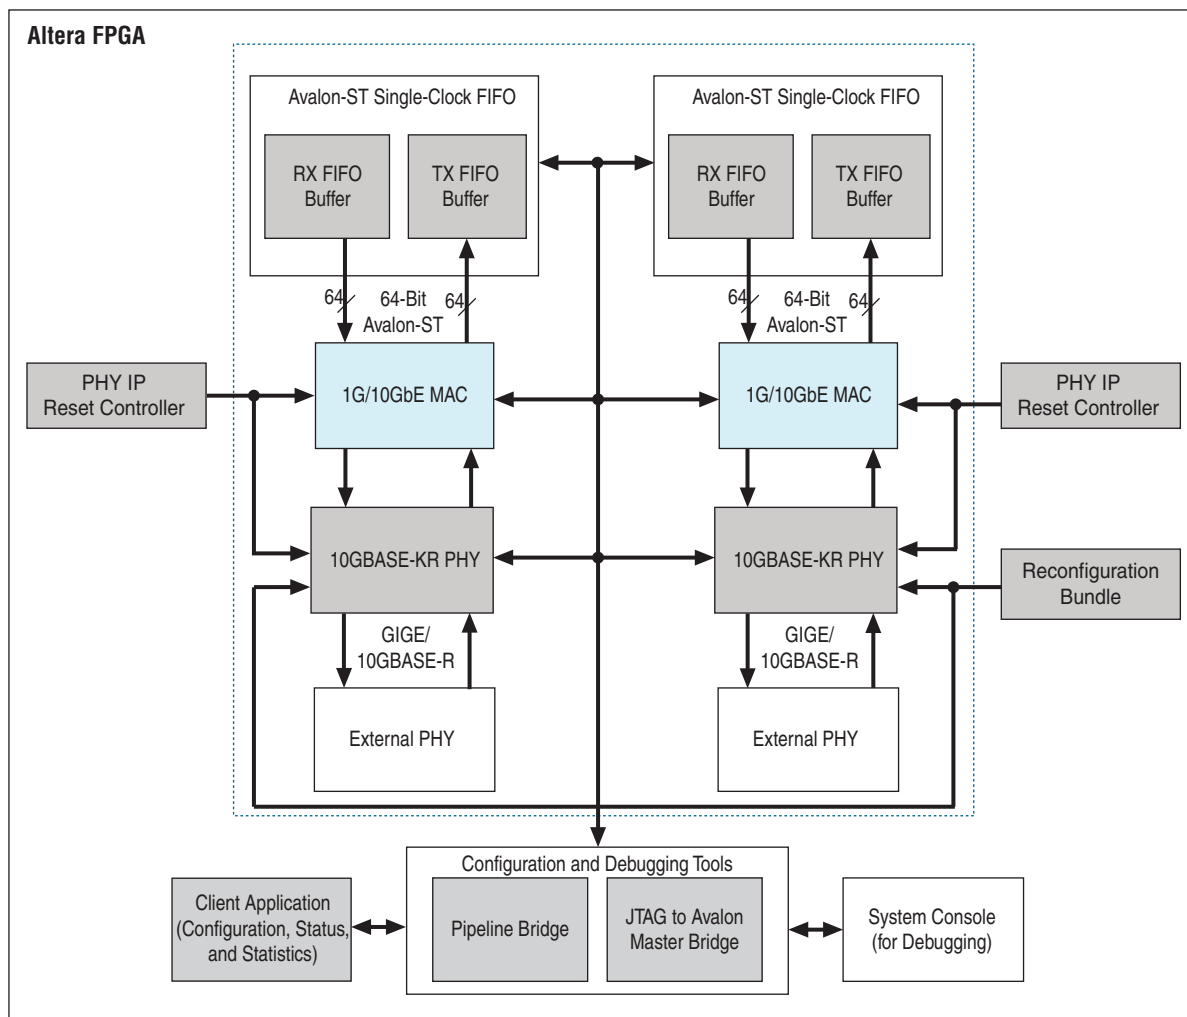 Altera FPGA
Avalon-ST Single-Clock FIFO
RX FIFO
Buffer
TX FIFO
Buffer
Avalon-ST Single-Clock FIFO
RX FIFO
Buffer
TX FIFO
Buffer
64
64-Bit
Avalon-ST
64
64
64-Bit
Avalon-ST
64
PHY IP
Reset Controller
1G/10GbE MAC
1G/10GbE MAC
PHY IP
Reset Controller
10GBASE-KR PHY
10GBASE-KR PHY
Reconfiguration
Bundle
GIGE/
10GBASE-R
GIGE/
10GBASE-R
External PHY
External PHY
Configuration and Debugging Tools
Client Application
(Configuration, Status,
and Statistics)
Pipeline Bridge
JTAG to Avalon
Master Bridge
System Console
(for Debugging)